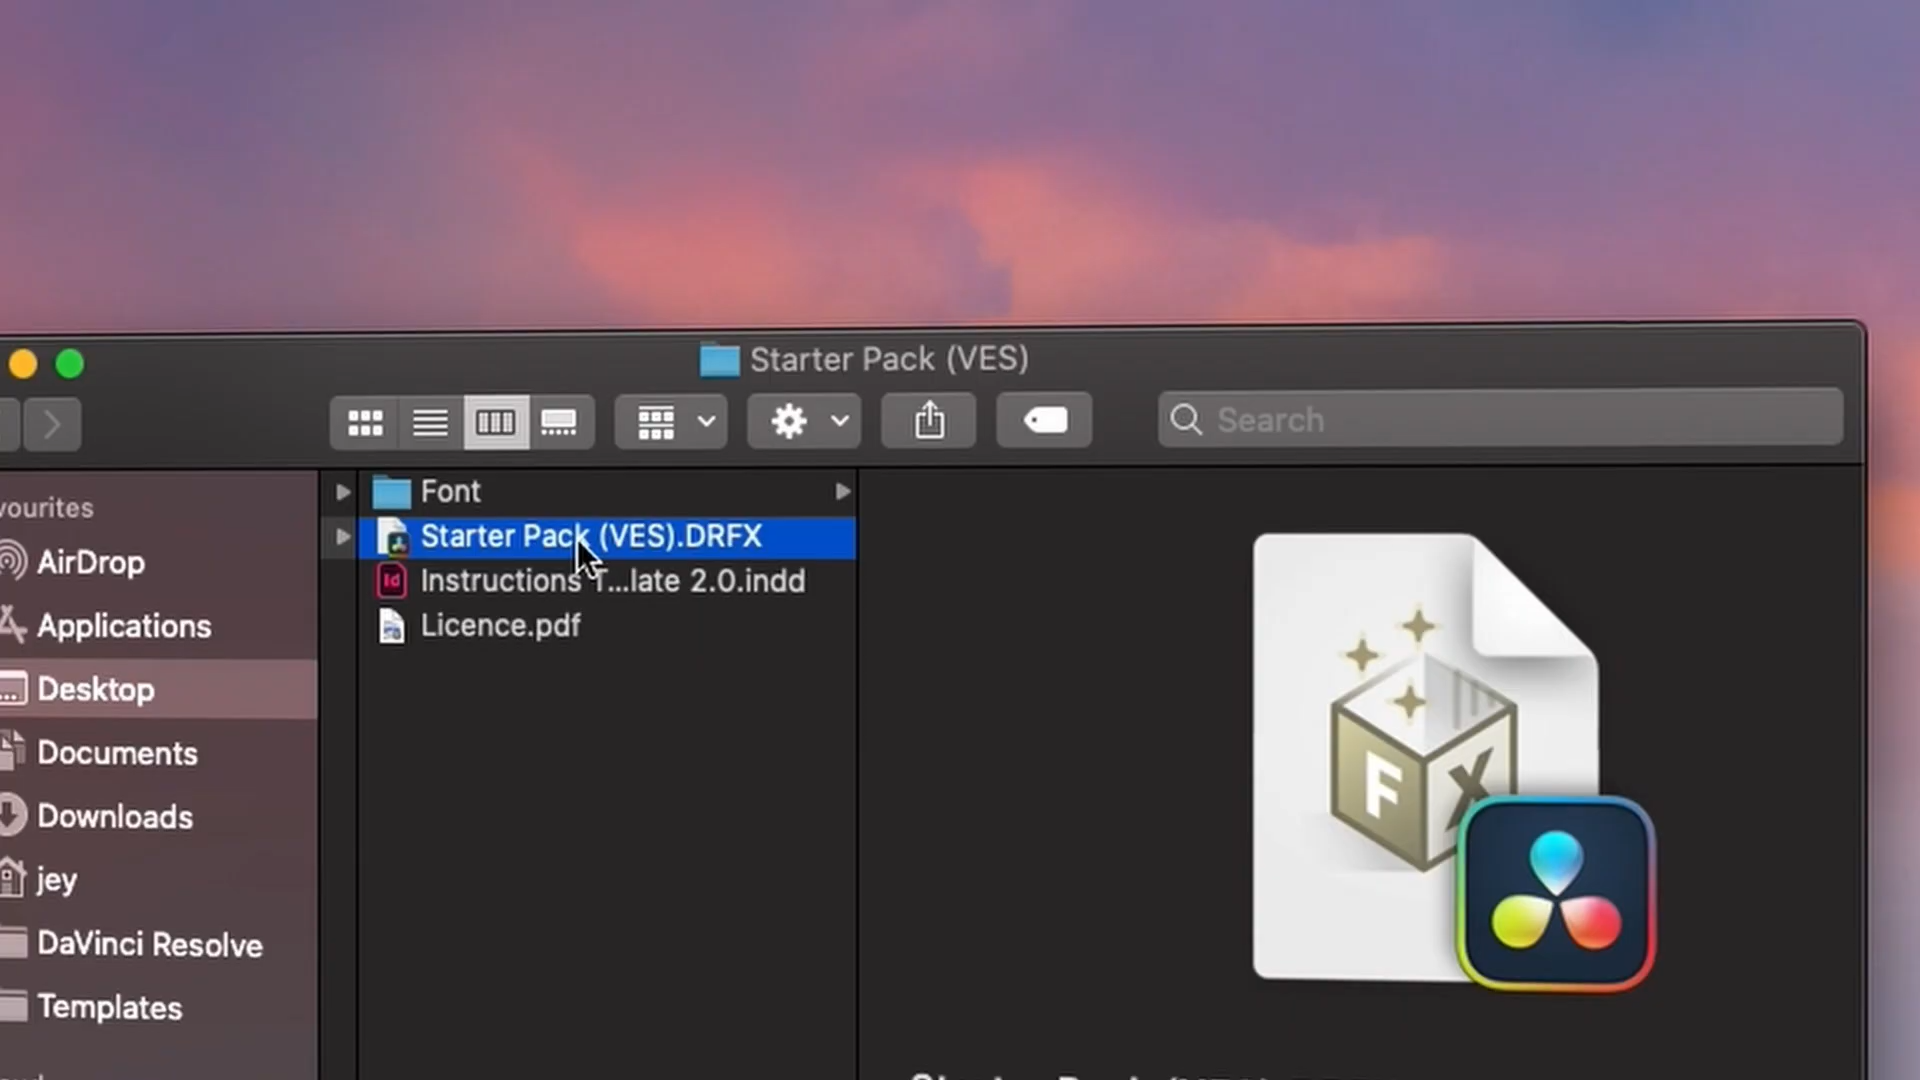 Starter Pack (VES)
Search
vourites
AirDrop
Applications
Desktop
Documents
Downloads
jey
DaVinci Resolve
Templates
Font
Starter Pack (VES).DRFX
Id Instructions T...late 2.0.indd
Licence.pdf
F X